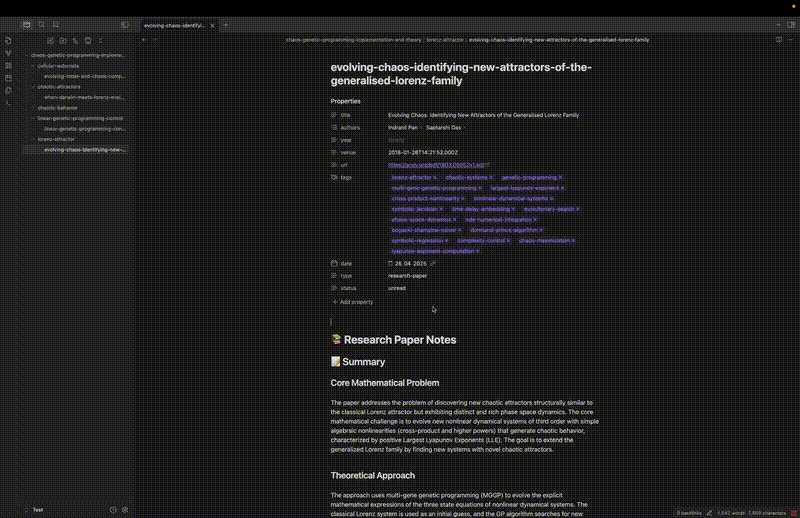 evolving-chaos-identifyi...
chaos-genetic-programming-implementation-and-theory / lorenz-attractor / evolving-chaos-identifying-new-attractors-of-the-generalised-lorenz-family
chaos-genetic-programming-impleme...
cellular-automata
evolving-order-and-chaos-comp...
chaotic-attractors
when-darwin-meets-lorenz-evol...
chaotic-behavior
linear-genetic-programming-control
linear-genetic-programming-con...
lorenz-attractor
evolving-chaos-identifying-new-...
Test
evolving-chaos-identifying-new-attractors-of-the-
generalised-lorenz-family
Properties
title Evolving Chaos: Identifying New Attractors of the Generalised Lorenz Family
authors Indranil Pan Saptarshi Das
year
venue 2018-01-28T14:21:52.000Z
url https://arxiv.org/pdf/1803.00052v1.pdf
tags lorenz-attractor chaotic-systems genetic-programming
multi-gene-genetic-programming largest-lyapunov-exponent
cross-product-nonlinearity nonlinear-dynamical-systems
symbolic-jacobian time-delay-embedding evolutionary-search
phase-space-dynamics ode-numerical-integration
bogacki-shampine-solver dormand-prince-algorithm
symbolic-regression complexity-control chaos-maximization
lyapunov-exponent-computation
date 26.04.2025
type research-paper
status unread
Add property
📚 Research Paper Notes
📝 Summary
Core Mathematical Problem
The paper addresses the problem of discovering new chaotic attractors structurally similar to
the classical Lorenz attractor but exhibiting distinct and rich phase space dynamics. The core
mathematical challenge is to evolve new nonlinear dynamical systems of third order with simple
algebraic nonlinearities (cross-product and higher powers) that generate chaotic behavior,
characterized by positive Largest Lyapunov Exponents (LLE). The goal is to extend the
generalized Lorenz family by finding new systems with novel chaotic attractors.
Theoretical Approach
The approach uses multi-gene genetic programming (MGGP) to evolve the explicit
mathematical expressions of the three state equations of nonlinear dynamical systems. The
classical Lorenz system is used as an initial guess, and the GP algorithm searches for new
0 backlinks 1,042 words 7,859 characters